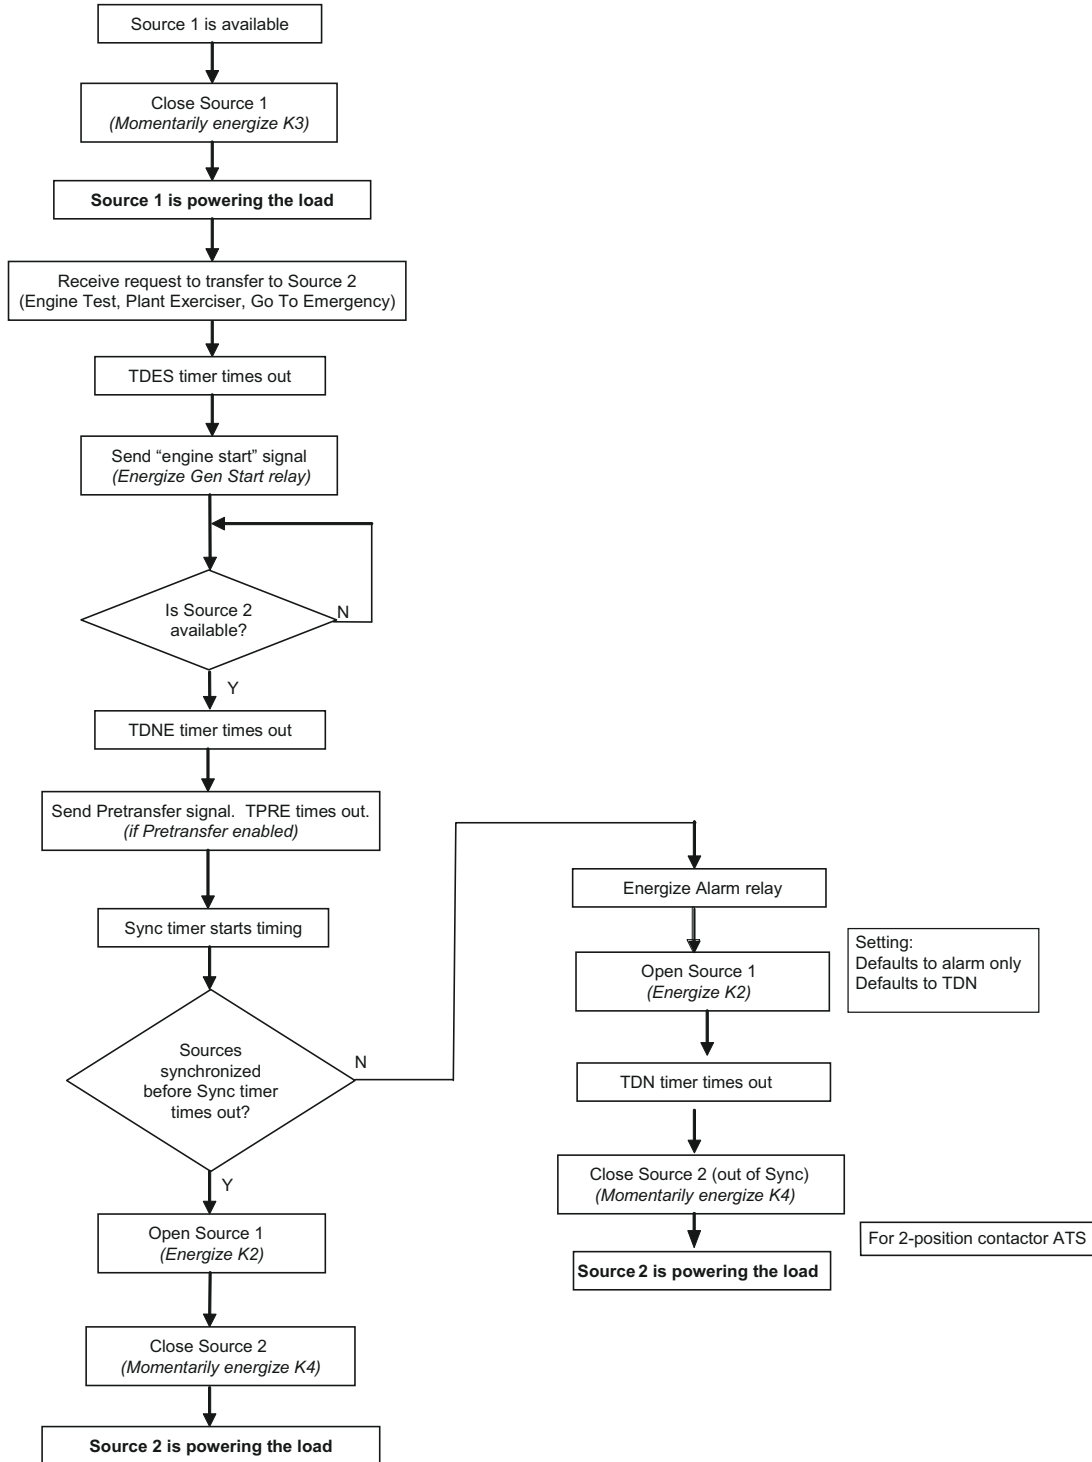 Source 1 is available
Close Source 1
(Momentarily energize K3)
Source 1 is powering the load
Receive request to transfer to Source 2
(Engine Test, Plant Exerciser, Go To Emergency)
TDES timer times out
Send “engine start” signal
(Energize Gen Start relay)
Is Source 2
available?
N
Y
TDNE timer times out
Send Pretransfer signal. TPRE times out.
(if Pretransfer enabled)
Sync timer starts timing
Sources
synchronized
before Sync timer
times out?
N
Y
Open Source 1
(Energize K2)
Close Source 2
(Momentarily energize K4)
Source 2 is powering the load
Energize Alarm relay
Open Source 1
(Energize K2)
Setting:
Defaults to alarm only
Defaults to TDN
TDN timer times out
Close Source 2 (out of Sync)
(Momentarily energize K4)
For 2-position contactor ATS
Source 2 is powering the load